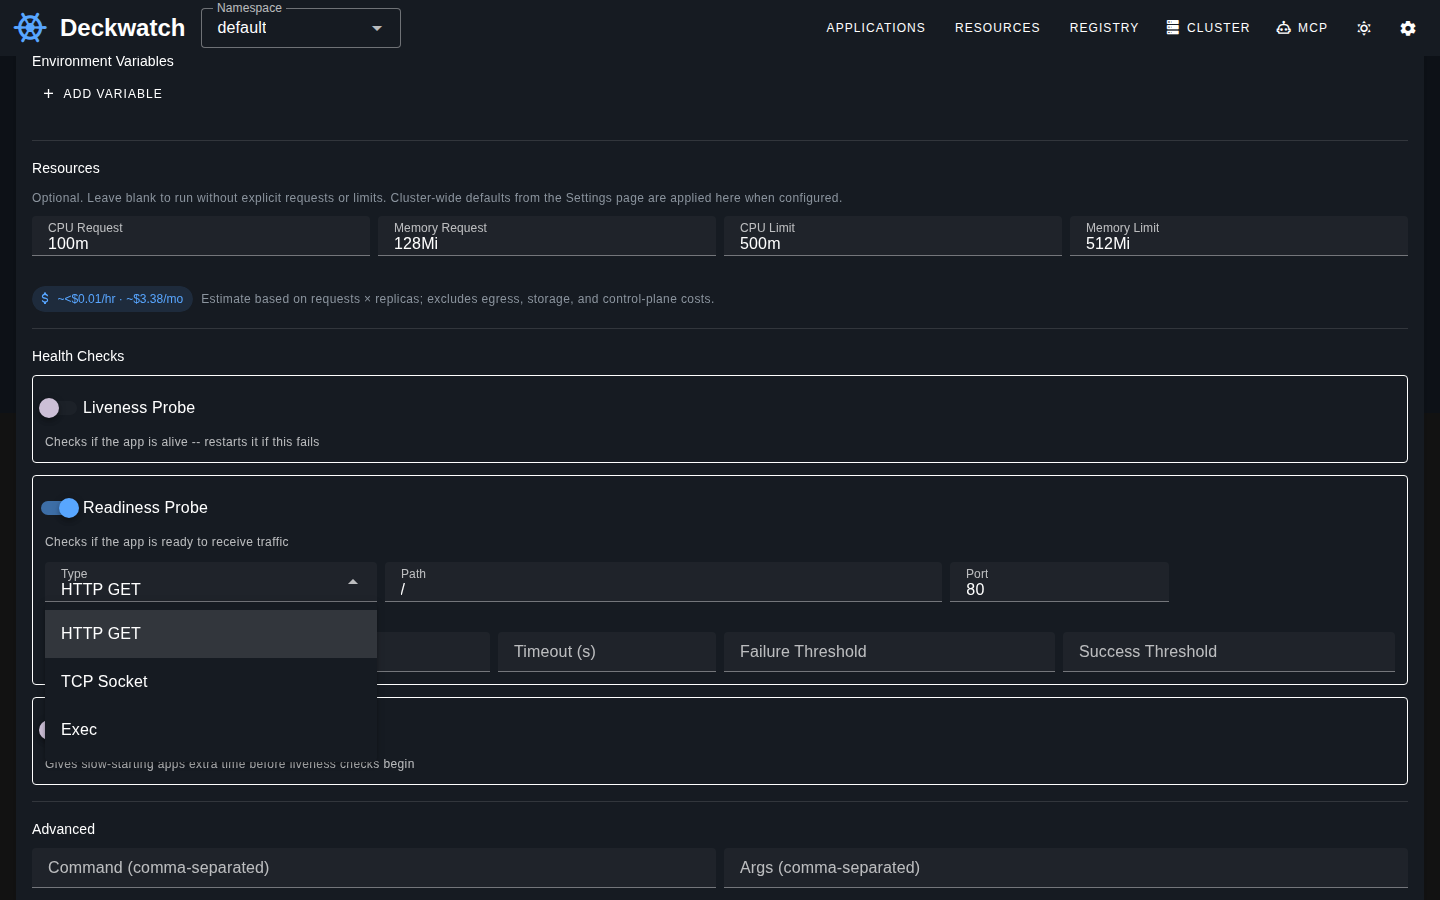 Namespace
Deckwatch
default
APPLICATIONS
RESOURCES
REGISTRY
CLUSTER
MCP
Environment Variables
+ ADD VARIABLE
Resources
Optional. Leave blank to run without explicit requests or limits. Cluster-wide defaults from the Settings page are applied here when configured.
CPU Request
100m
Memory Request
128Mi
CPU Limit
500m
Memory Limit
512Mi
$ ~<$0.01/hr · ~$3.38/mo
Estimate based on requests × replicas; excludes egress, storage, and control-plane costs.
Health Checks
Liveness Probe
Checks if the app is alive -- restarts it if this fails
Readiness Probe
Checks if the app is ready to receive traffic
Type
HTTP GET
Path
/
Port
80
HTTP GET
TCP Socket
Exec
Timeout (s)
Failure Threshold
Success Threshold
Gives slow-starting apps extra time before liveness checks begin
Advanced
Command (comma-separated)
Args (comma-separated)